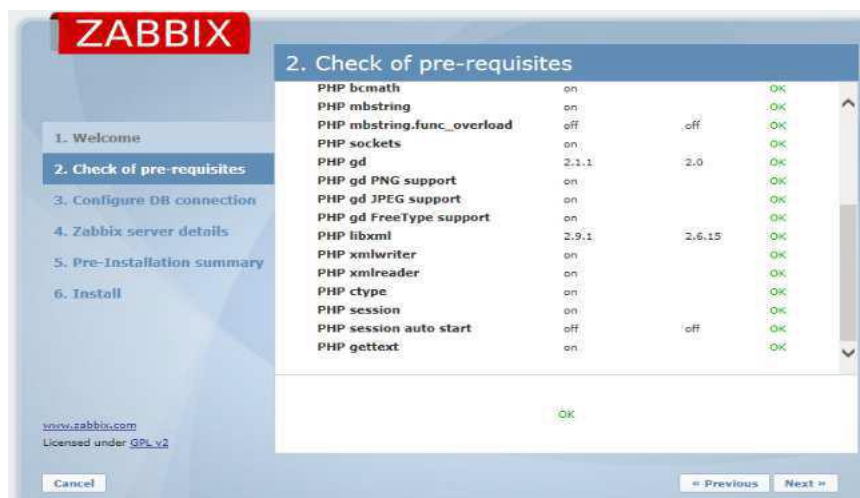 ZABBIX
2. Check of pre-requisites
1. Welcome
2. Check of pre-requisites
3. Configure DB connection
4. Zabbix server details
5. Pre-Installation summary
6. Install
PHP bcmath on OK
PHP mbstring on OK
PHP mbstring.func_overload off off OK
PHP sockets on OK
PHP gd 2.1.1 2.0 OK
PHP gd PNG support on OK
PHP gd JPEG support on OK
PHP gd FreeType support on OK
PHP libxml 2.9.1 2.6.15 OK
PHP xmlwriter on OK
PHP xmlreader on OK
PHP ctype on OK
PHP session on OK
PHP session auto start off off OK
PHP gettext on OK
OK
www.zabbix.com
Licensed under GPL v2
Cancel
« Previous Next »